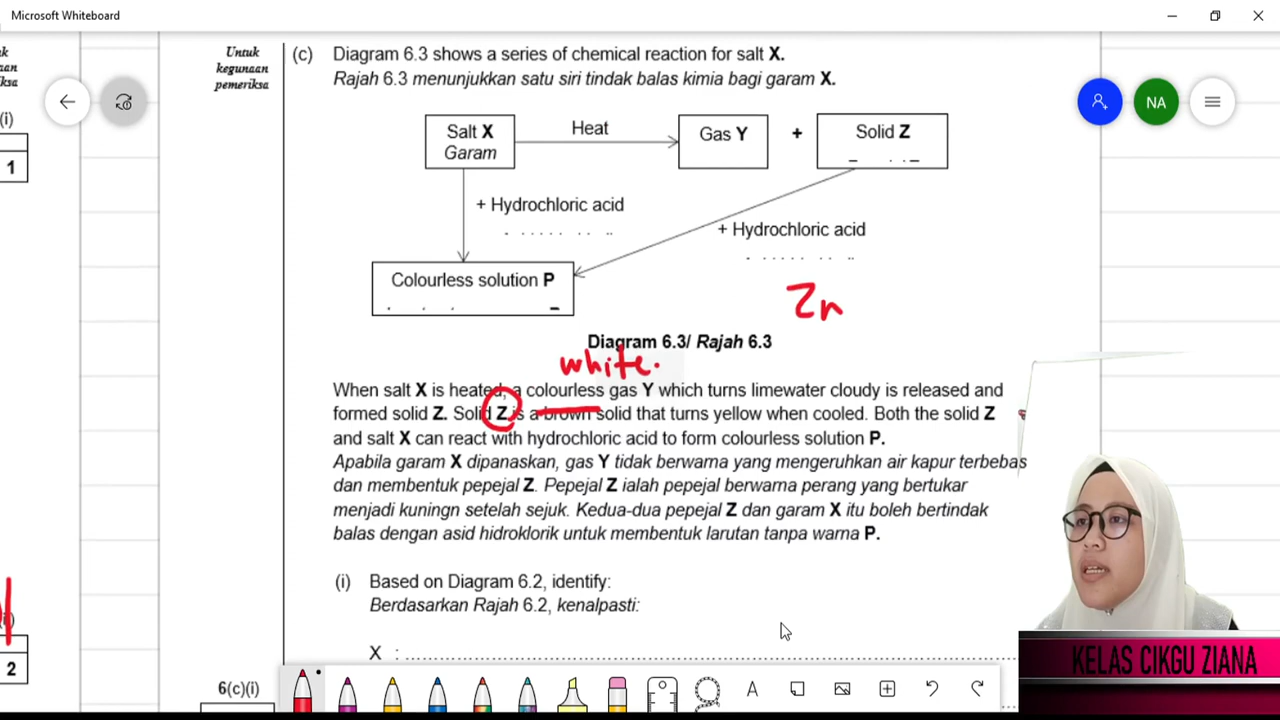 Microsoft Whiteboard
k
aan
ksa
(i)
1
2
Untuk
kegunaan
pemeriksa
NA
(c) Diagram 6.3 shows a series of chemical reaction for salt X.
Rajah 6.3 menunjukkan satu siri tindak balas kimia bagi garam X.
Salt X
Garam
Heat
Gas Y
+
Solid Z
+ Hydrochloric acid
+ Hydrochloric acid
Colourless solution P
Zn
Diagram 6.3/ Rajah 6.3
white.
When salt X is heated, a colourless gas Y which turns limewater cloudy is released and
formed solid Z. Solid Z is a brown solid that turns yellow when cooled. Both the solid Z
and salt X can react with hydrochloric acid to form colourless solution P.
Apabila garam X dipanaskan, gas Y tidak berwarna yang mengeruhkan air kapur terbebas
dan membentuk pepejal Z. Pepejal Z ialah pepejal berwarna perang yang bertukar
menjadi kuningn setelah sejuk. Kedua-dua pepejal Z dan garam X itu boleh bertindak
balas dengan asid hidroklorik untuk membentuk larutan tanpa warna P.
(i) Based on Diagram 6.2, identify:
Berdasarkan Rajah 6.2, kenalpasti:
X :
6(c)(i)
KELAS CIKGU ZIANA